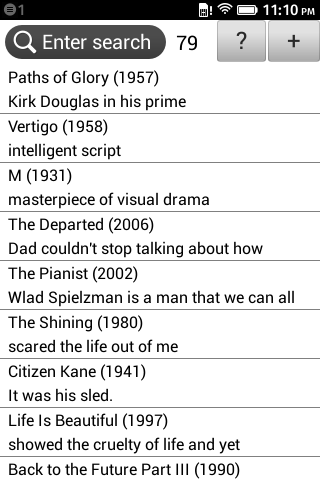 1
11:10 PM
Enter search
79
?
+
Paths of Glory (1957)
Kirk Douglas in his prime
Vertigo (1958)
intelligent script
M (1931)
masterpiece of visual drama
The Departed (2006)
Dad couldn't stop talking about how
The Pianist (2002)
Wlad Spielzman is a man that we can all
The Shining (1980)
scared the life out of me
Citizen Kane (1941)
It was his sled.
Life Is Beautiful (1997)
showed the cruelty of life and yet
Back to the Future Part III (1990)